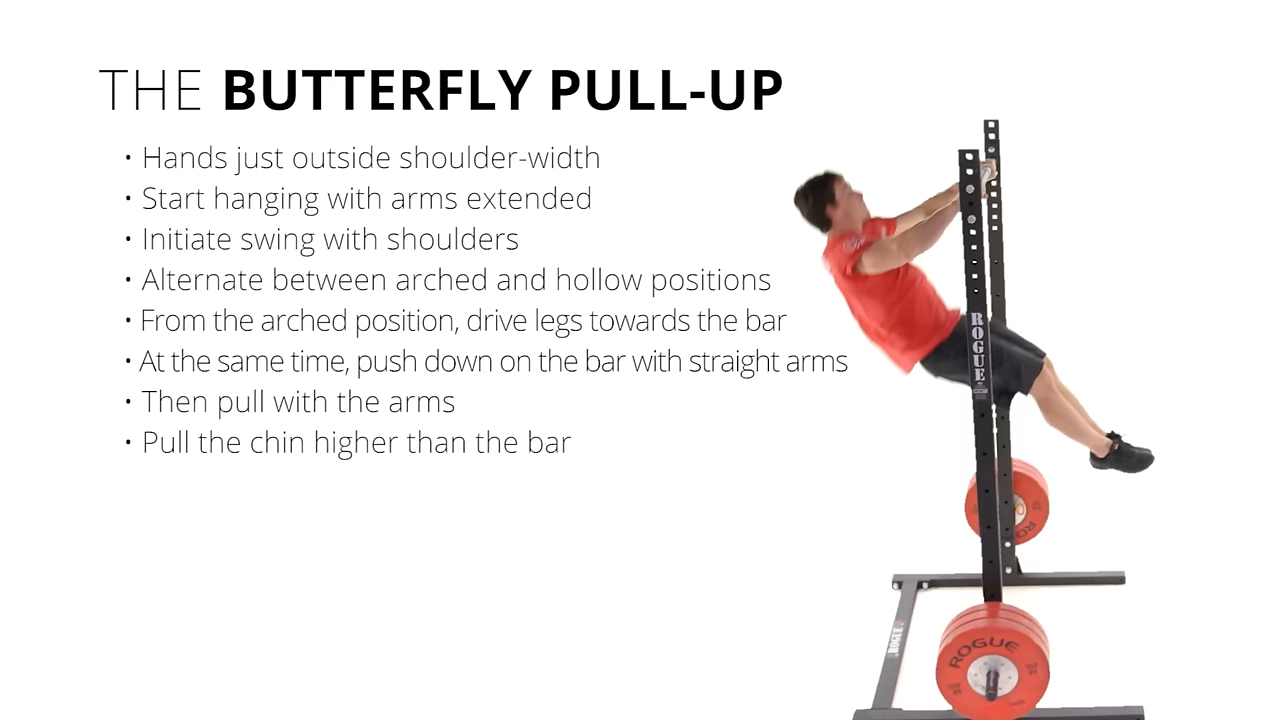 THE BUTTERFLY PULL-UP
• Hands just outside shoulder-width
• Start hanging with arms extended
• Initiate swing with shoulders
• Alternate between arched and hollow positions
• From the arched position, drive legs towards the bar
• At the same time, push down on the bar with straight arms
• Then pull with the arms
• Pull the chin higher than the bar
ROGUE
ROGUE
ROGUE